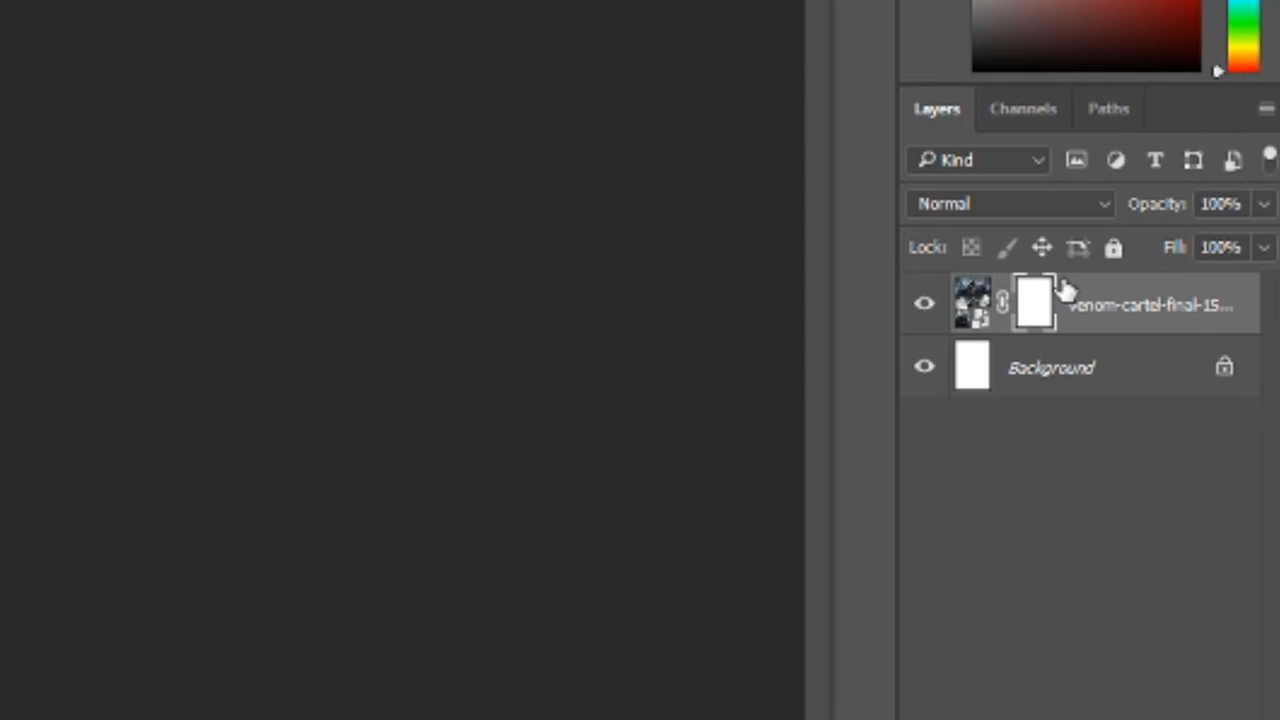 Layers Channels Paths
Kind
Normal Opacity: 100%
Lock: Fill: 100%
venom-cartel-final-15...
Background